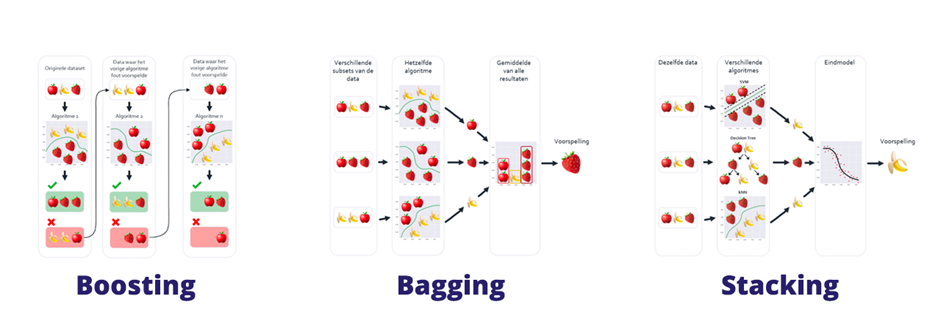 Originele dataset
Data waar het
vorige algoritme
fout voorspelde
Data waar het
vorige algoritme
fout voorspelde
Algoritme 1
Algoritme 2
Algoritme n
Boosting
Verschillende
subsets van de
data
Hetzelfde
algoritme
Gemiddelde
van alle
resultaten
Voorspelling
Bagging
Dezelfde data
Verschillende
algoritmes
Eindmodel
SVM
Decision Tree
kNN
Voorspelling
Stacking